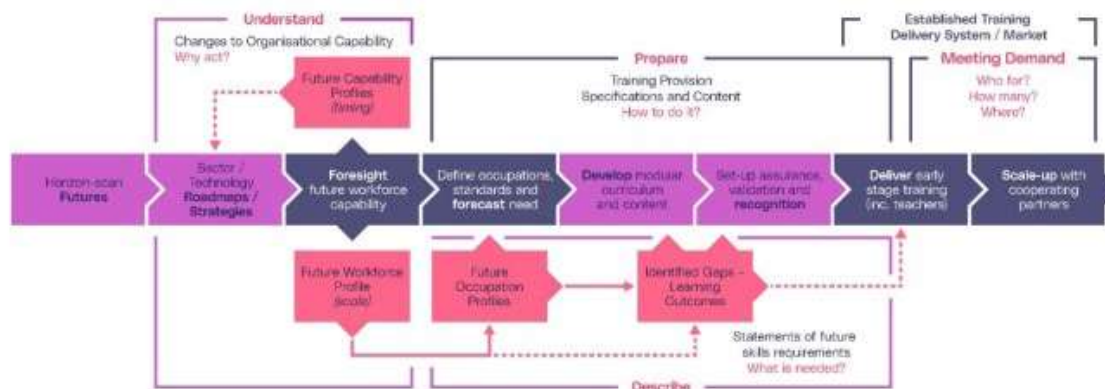 Understand
Changes to Organisational Capability
Why act?
Established Training
Delivery System / Market
Prepare
Training Provision
Specifications and Content
How to do it?
Meeting Demand
Who for?
How many?
Where?
Future Capability
Profiles
(timing)
Horizon-scan
Futures
Sector /
Technology
Roadmaps /
Strategies
Foresight
future workforce
capability
Define occupations,
standards and
forecast need
Develop modular
curriculum
and content
Set-up assurance,
validation and
recognition
Deliver early
stage training
(inc. teachers)
Scale-up with
cooperating
partners
Future Workforce
Profile
(scale)
Future
Occupation
Profiles
Identified Gaps –
Learning
Outcomes
Statements of future
skills requirements
What is needed?
Describe